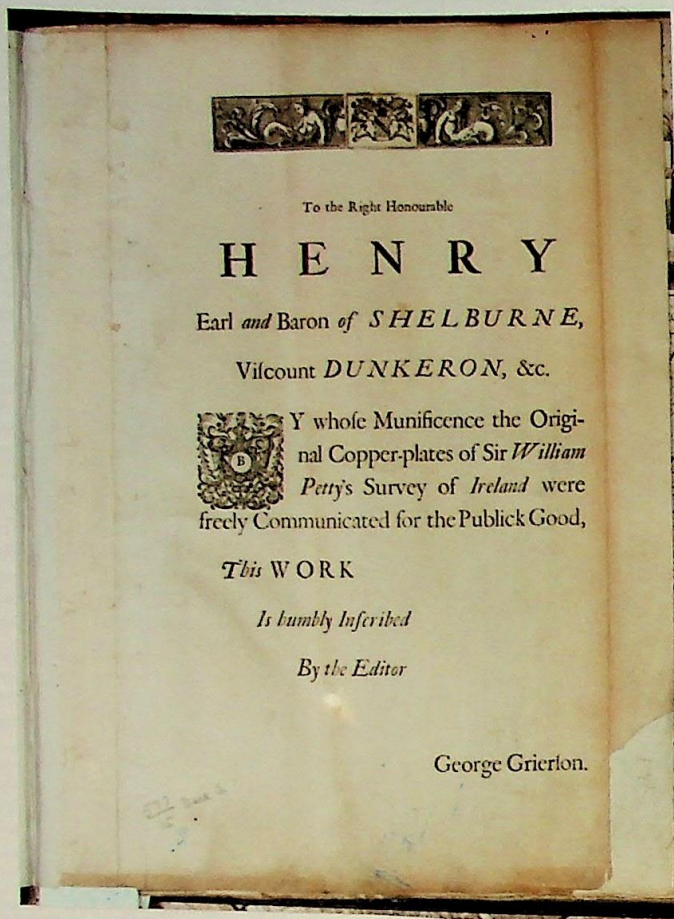 To the Right Honourable
HENRY
Earl and Baron of SHELBURNE,
Viſcount DUNKERON, &c.
BY whoſe Munificence the Origi-
nal Copper-plates of Sir William
Petty's Survey of Ireland were
freely Communicated for the Publick Good,
This WORK
Is humbly Inſcribed
By the Editor
George Grierſon.